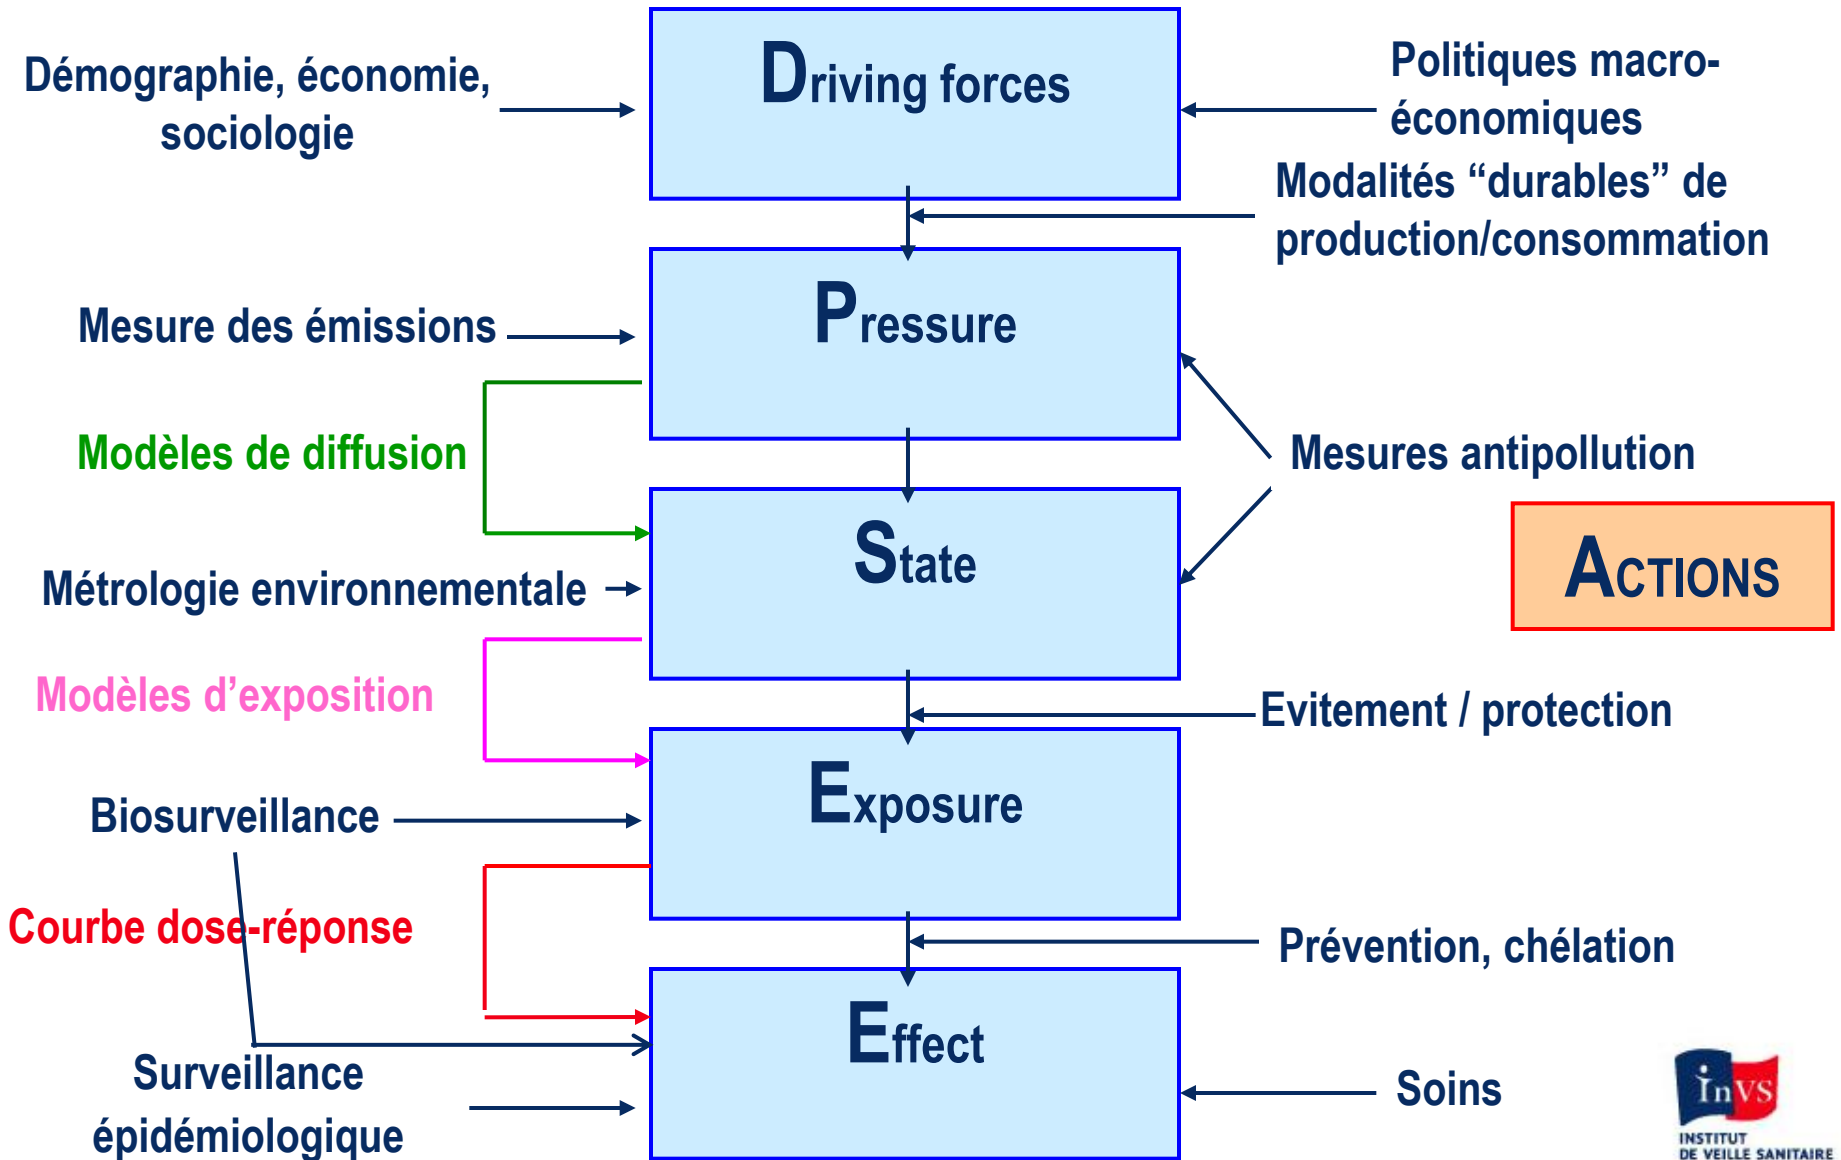 Driving forces
Démographie, économie,
sociologie
Politiques macro-
économiques
Modalités “durables” de
production/consommation
Pressure
Mesure des émissions
Modèles de diffusion
Mesures antipollution
State
ACTIONS
Métrologie environnementale
Modèles d’exposition
Evitement / protection
Exposure
Biosurveillance
Courbe dose-réponse
Prévention, chélation
Effect
Surveillance
épidémiologique
Soins
InVS
INSTITUT
DE VEILLE SANITAIRE